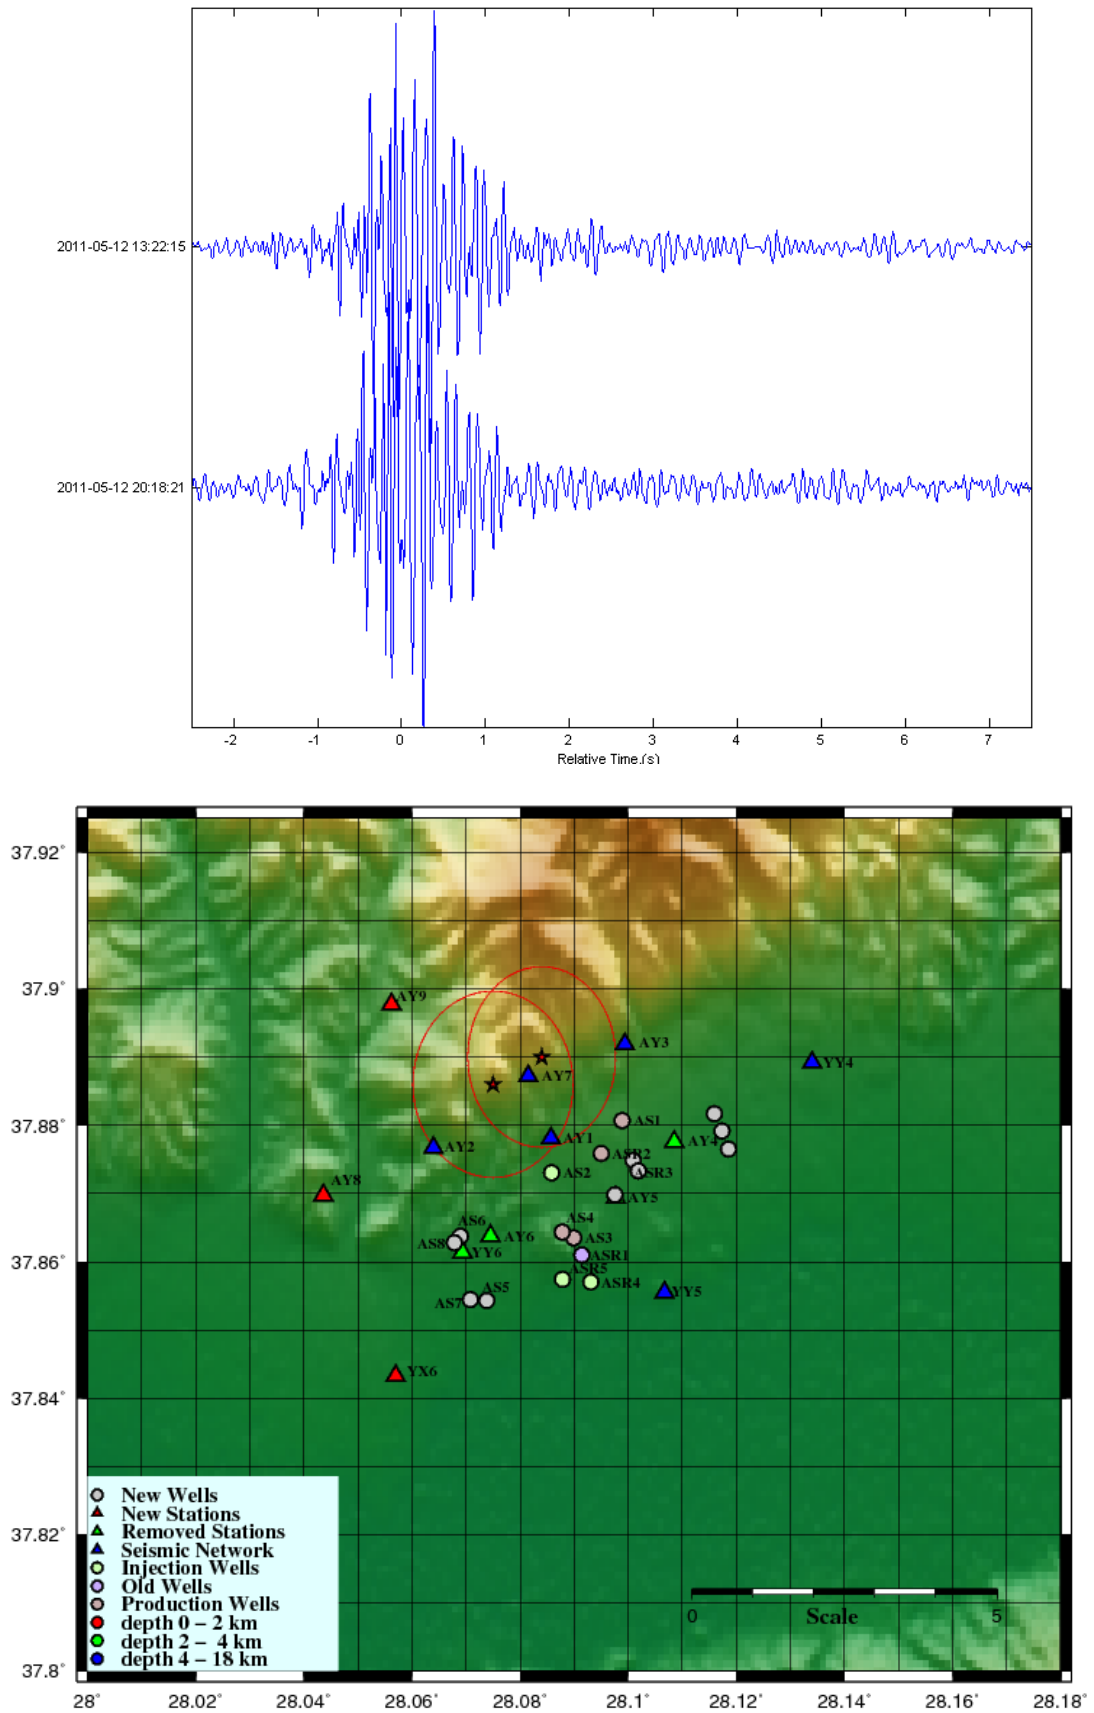 2011-05-12 13:22:15
2011-05-12 20:18:21
-2 -1 0 1 2 3 4 5 6 7
Relative Time.(s)
37.92°
37.9°
37.88°
37.86°
37.84°
37.82°
37.8°
AY9
AY3
YY4
AY7
AS1
AY2
AY1
AY4
ASR2
AS2
ASR3
AY8
AY5
AS6
AS4
AS8
AY6
AS3
YY6
ASR1
ASR5
AS5
ASR4
YY5
AS7
YX6
New Wells
New Stations
Removed Stations
Seismic Network
Injection Wells
Old Wells
Production Wells
depth 0 – 2 km
depth 2 – 4 km
depth 4 – 18 km
0 Scale 5
28° 28.02° 28.04° 28.06° 28.08° 28.1° 28.12° 28.14° 28.16° 28.18°